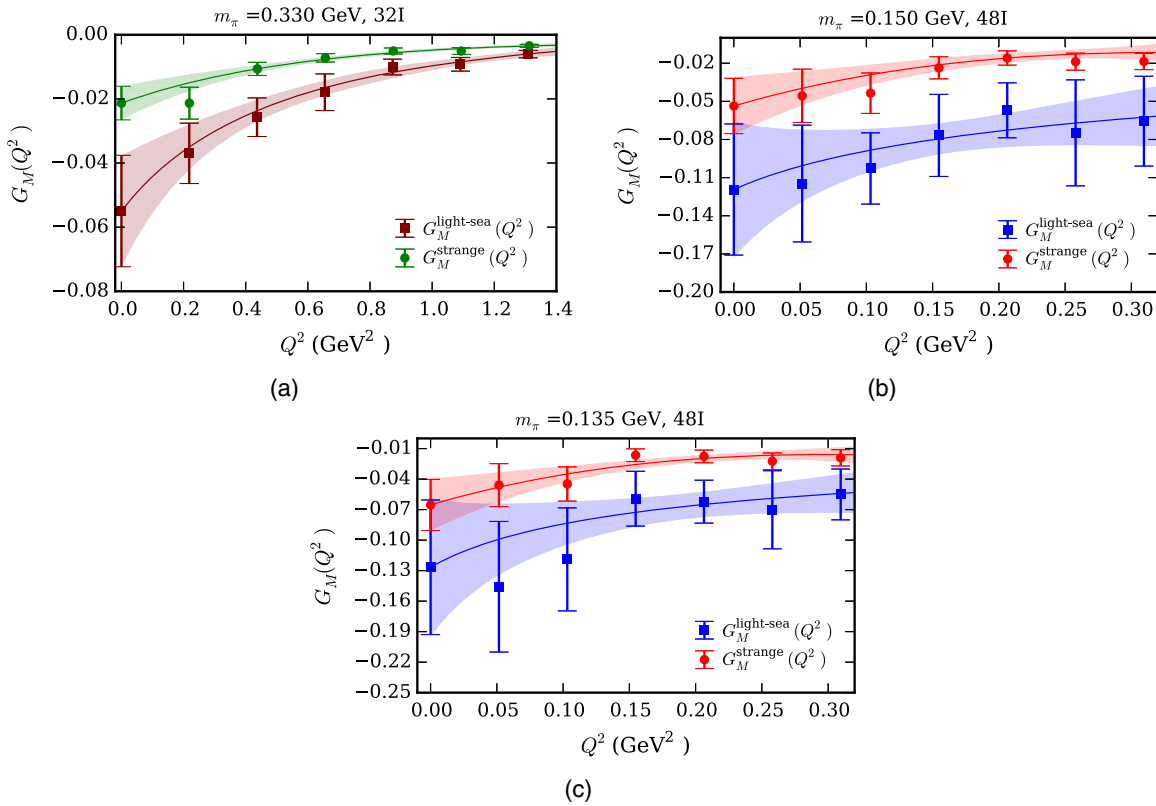 m_π =0.330 GeV, 32I
G_M(Q^2)
0.00
−0.02
−0.04
−0.06
−0.08
G_M^light-sea (Q^2 )
G_M^strange (Q^2 )
0.0 0.2 0.4 0.6 0.8 1.0 1.2 1.4
Q^2 (GeV^2 )
(a)
m_π =0.150 GeV, 48I
G_M(Q^2)
−0.02
−0.05
−0.08
−0.11
−0.14
−0.17
−0.20
G_M^light-sea (Q^2 )
G_M^strange (Q^2 )
0.00 0.05 0.10 0.15 0.20 0.25 0.30
Q^2 (GeV^2 )
(b)
m_π =0.135 GeV, 48I
G_M(Q^2)
−0.01
−0.04
−0.07
−0.10
−0.13
−0.16
−0.19
−0.22
−0.25
G_M^light-sea (Q^2 )
G_M^strange (Q^2 )
0.00 0.05 0.10 0.15 0.20 0.25 0.30
Q^2 (GeV^2 )
(c)